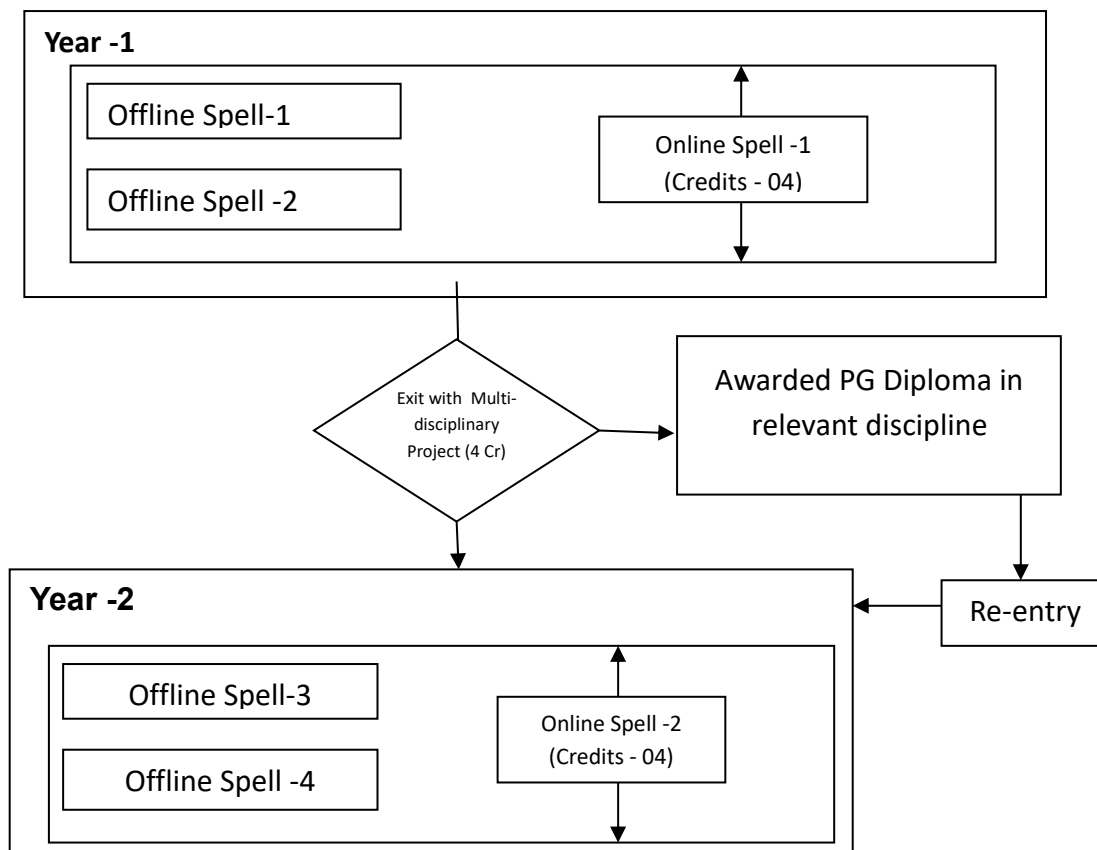 Year -1
Offline Spell-1
Offline Spell -2
Online Spell -1
(Credits - 04)
Exit with Multi-
disciplinary
Project (4 Cr)
Awarded PG Diploma in
relevant discipline
Re-entry
Year -2
Offline Spell-3
Offline Spell -4
Online Spell -2
(Credits - 04)